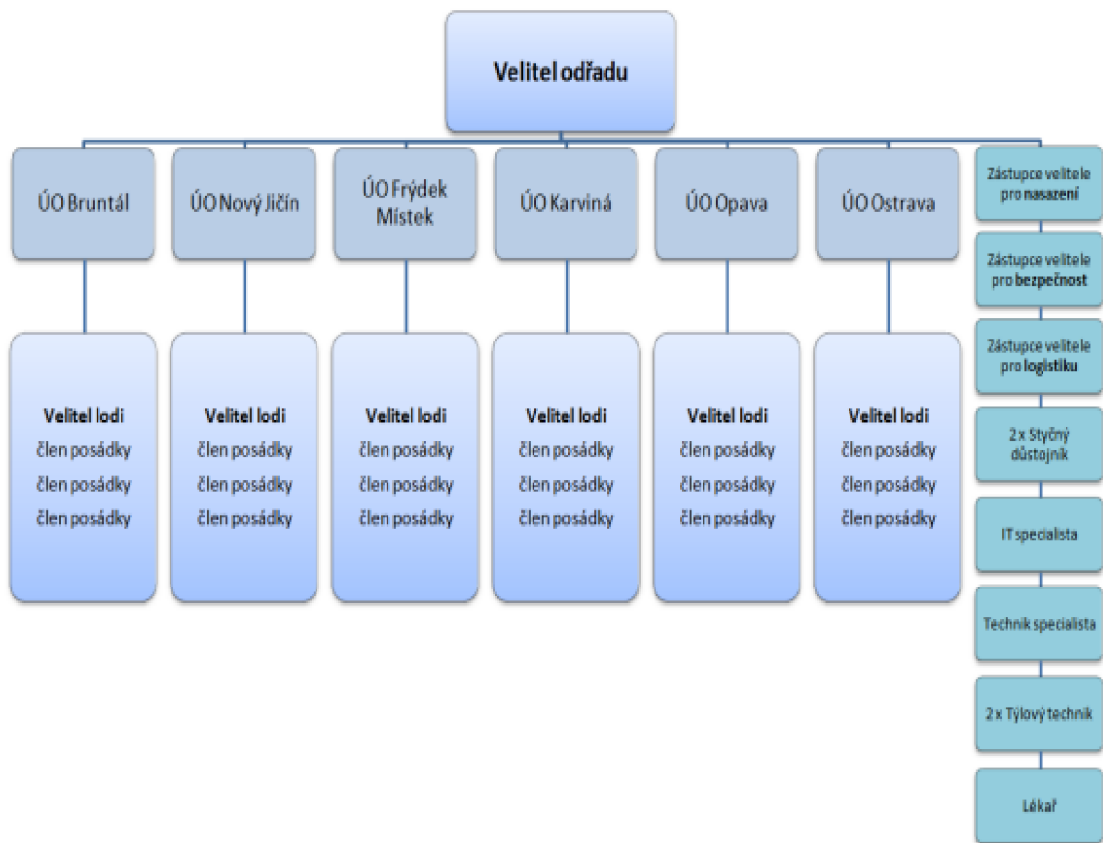 Velitel odřadu
ÚO Bruntál
ÚO Nový Jičín
ÚO Frýdek
Místek
ÚO Karviná
ÚO Opava
ÚO Ostrava
Velitel lodi
člen posádky
člen posádky
člen posádky
Velitel lodi
člen posádky
člen posádky
člen posádky
Velitel lodi
člen posádky
člen posádky
člen posádky
Velitel lodi
člen posádky
člen posádky
člen posádky
Velitel lodi
člen posádky
člen posádky
člen posádky
Velitel lodi
člen posádky
člen posádky
člen posádky
Zástupce velitele
pro nasazení
Zástupce velitele
pro bezpečnost
Zástupce velitele
pro logistiku
2 x Styčný
důstojník
IT specialista
Technik specialista
2 x Týlový technik
Lékař